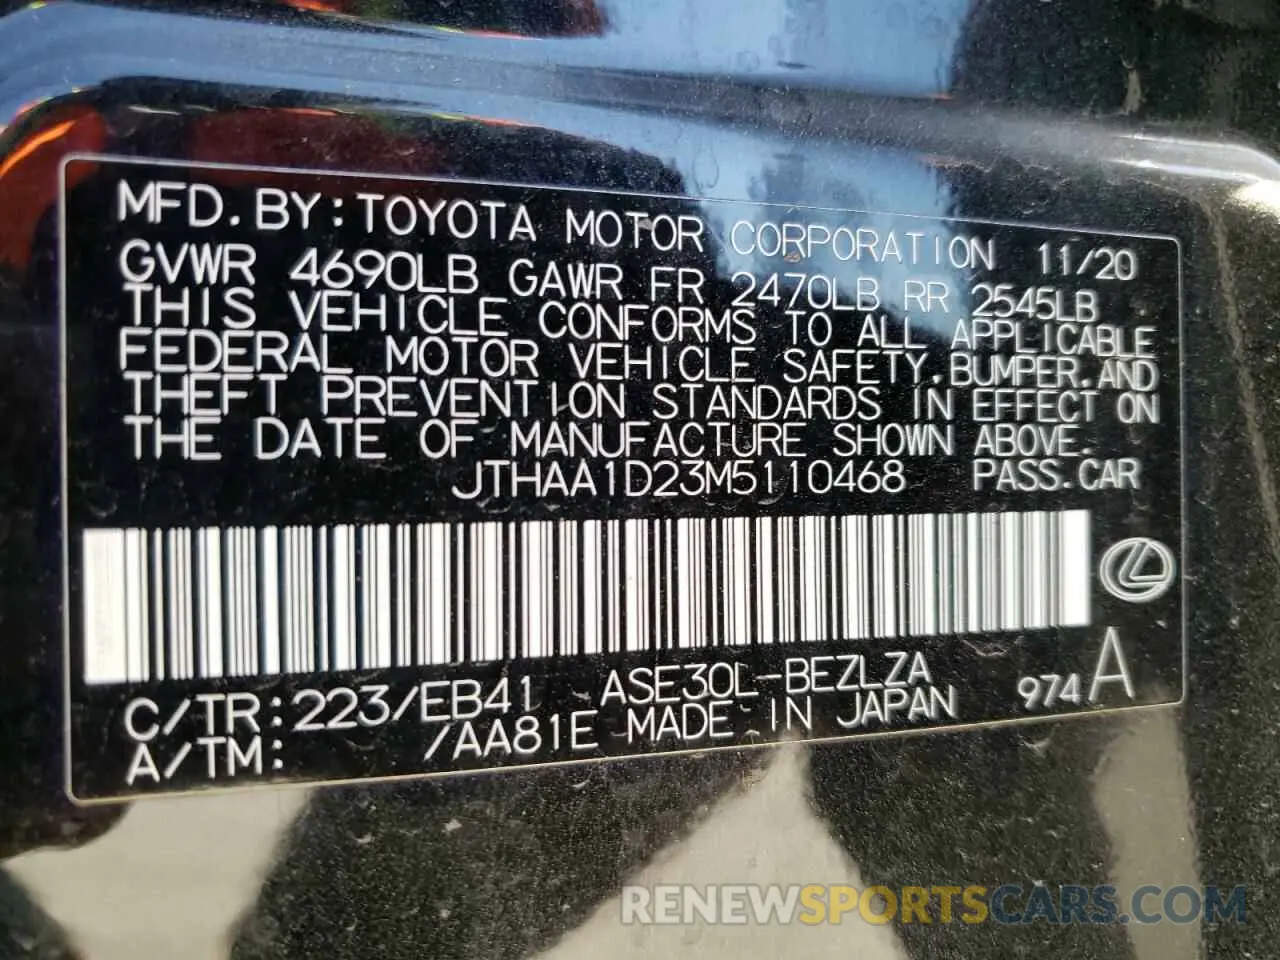 MFD. BY: TOYOTA MOTOR CORPORATION 11/20
GVWR 4690LB GAWR FR 2470LB RR 2545LB
THIS VEHICLE CONFORMS TO ALL APPLICABLE
FEDERAL MOTOR VEHICLE SAFETY, BUMPER, AND
THEFT PREVENTION STANDARDS IN EFFECT ON
THE DATE OF MANUFACTURE SHOWN ABOVE.
JTHAA1D23M5110468 PASS. CAR
C/TR: 223/EB41 ASE30L-BEZLZA 974 A
A/TM: /AA81E MADE IN JAPAN
RENEWSPORTSCARS.COM